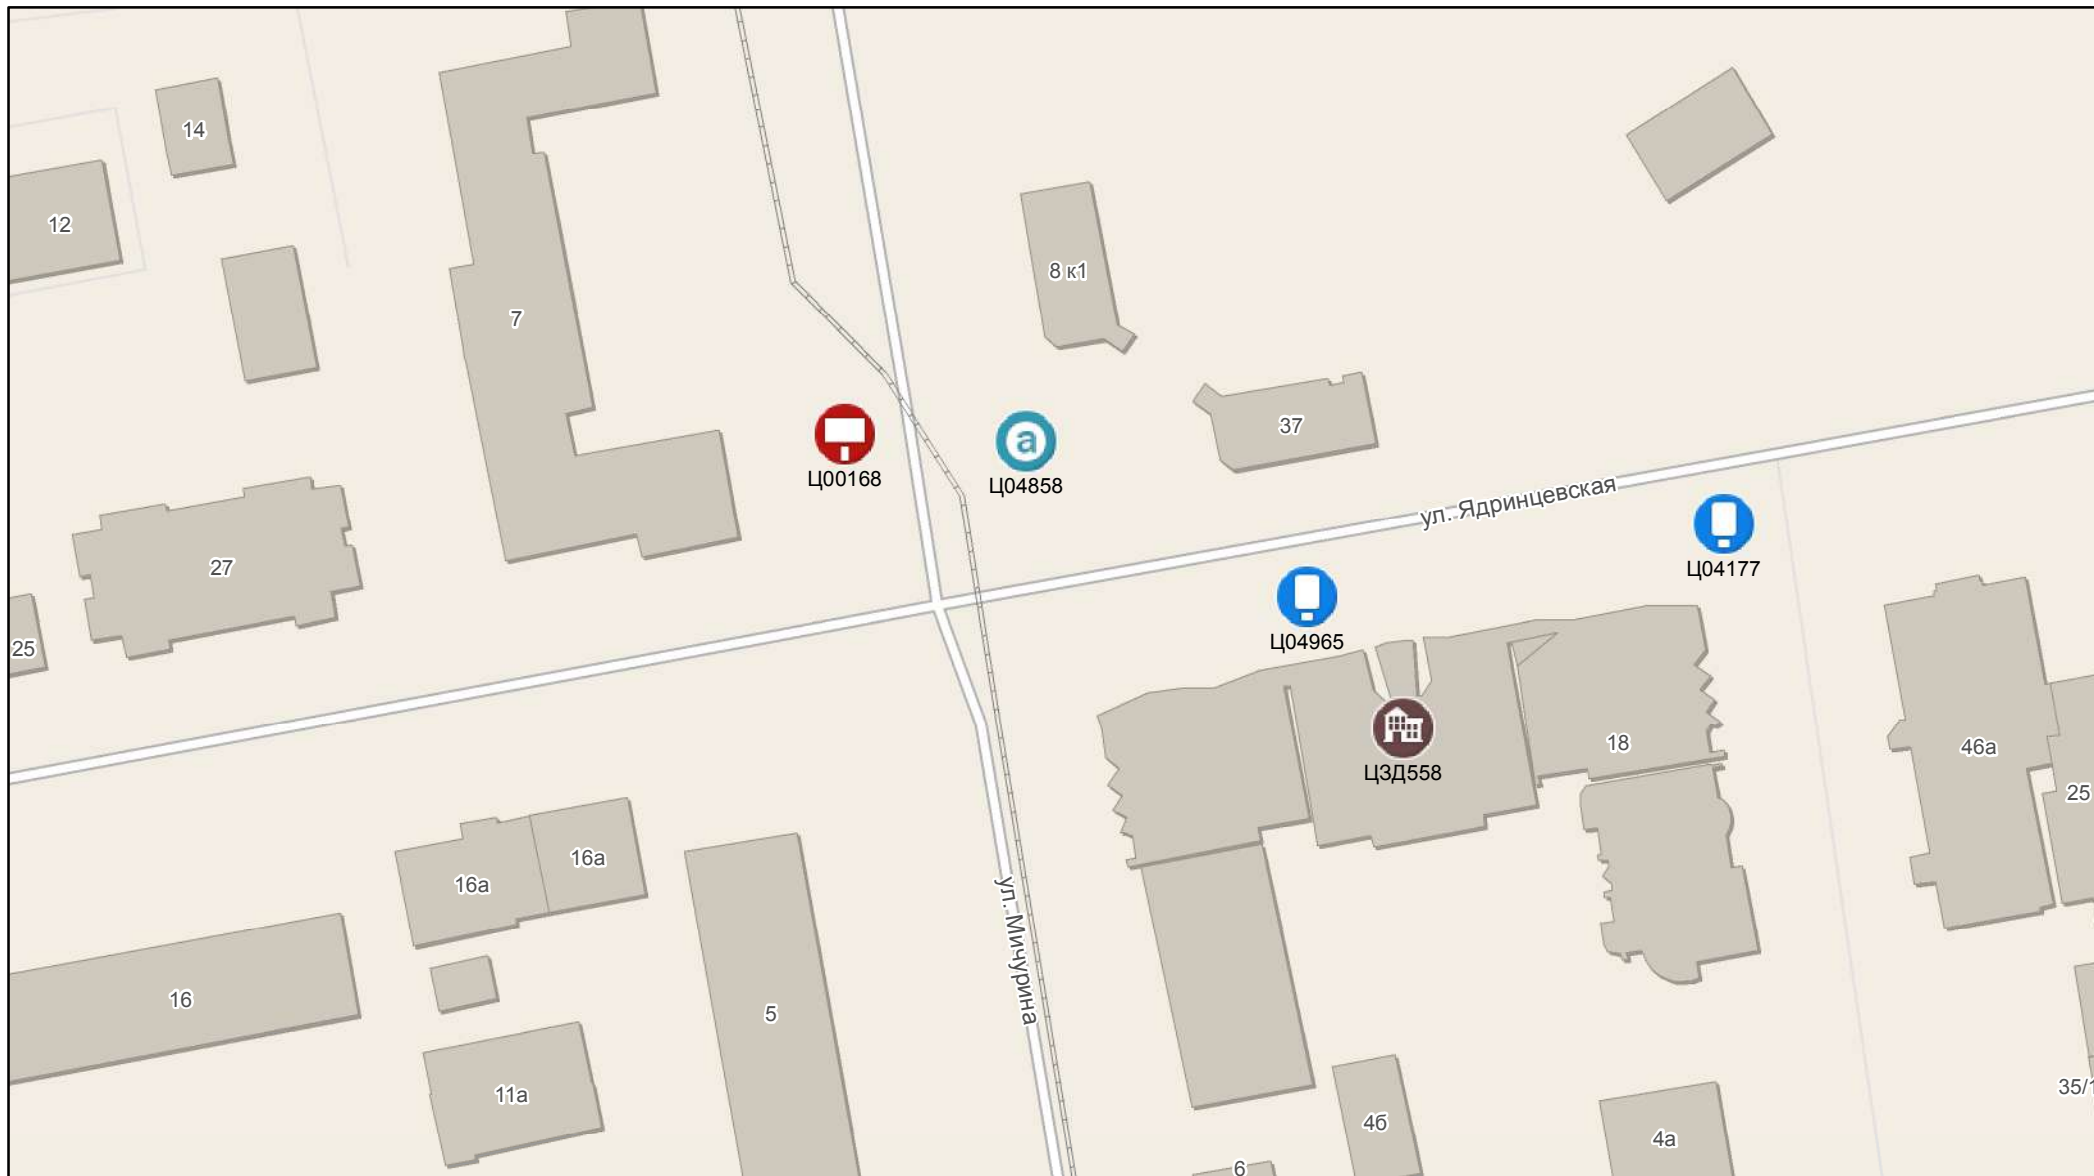 14
12
8 к1
7
37
а
Ц00168
Ц04858
ул. Ядринцевская
27
Ц04177
25
Ц04965
18
46а
ЦЗД558
25
16а
16а
ул. Мичурина
16
5
11а
35/1
4б
4а
6